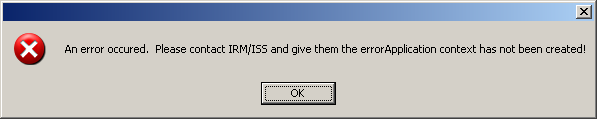 An error occured.  Please contact IRM/ISS and give them the errorApplication context has not been created!
OK